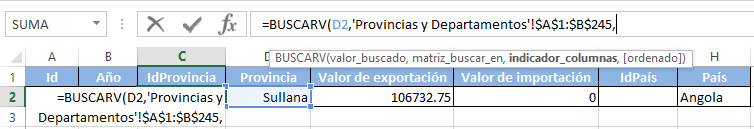 SUMA
=BUSCARV(D2,'Provincias y Departamentos'!$A$1:$B$245,
BUSCARV(valor_buscado, matriz_buscar_en, indicador_columnas, [ordenado])
A B C D H
1 Id Año IdProvincia Provincia Valor de exportación Valor de importación IdPaís País
2 =BUSCARV(D2,'Provincias y Sullana 106732.75 0 Angola
3 Departamentos'!$A$1:$B$245,